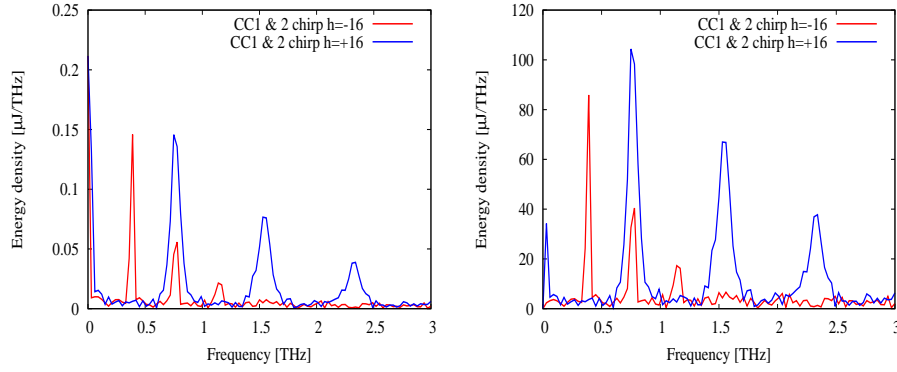 CC1 & 2 chirp h=-16
CC1 & 2 chirp h=+16
Energy density [µJ/THz]
0.25
0.2
0.15
0.1
0.05
0
0 0.5 1 1.5 2 2.5 3
Frequency [THz]
CC1 & 2 chirp h=-16
CC1 & 2 chirp h=+16
Energy density [µJ/THz]
120
100
80
60
40
20
0
0 0.5 1 1.5 2 2.5 3
Frequency [THz]